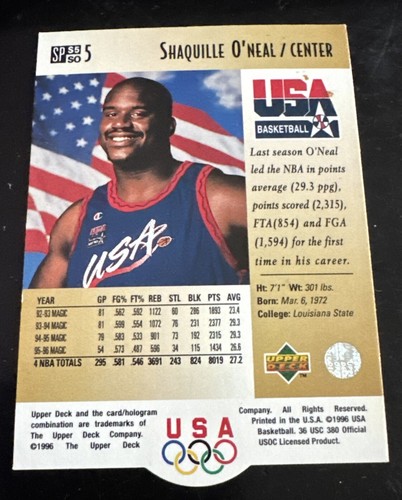 SP S5 SO 5 SHAQUILLE O'NEAL / CENTER
USA
BASKETBALL
Last season O'Neal
led the NBA in points
average (29.3 ppg),
points scored (2,315),
FTA(854) and FGA
(1,594) for the first
time in his career.
USA
Ht: 7'1" Wt: 301 lbs.
Born: Mar. 6, 1972
College: Louisiana State
YEAR GP FG% FT% REB STL BLK PTS AVG
92-93 MAGIC 81 .562 .592 1122 60 286 1893 23.4
93-94 MAGIC 81 .599 .554 1072 76 231 2377 29.3
94-95 MAGIC 79 .583 .533 901 73 192 2315 29.3
95-96 MAGIC 54 .573 .487 596 34 115 1434 26.6
4 NBA TOTALS 295 .581 .546 3691 243 824 8019 27.2
UPPER
DECK
TM
Upper Deck and the card/hologram
combination are trademarks of
The Upper Deck Company.
©1996 The Upper Deck
USA
Company. All Rights Reserved.
Printed in the U.S.A. ©1996 USA
Basketball. 36 USC 380 Official
USOC Licensed Product.